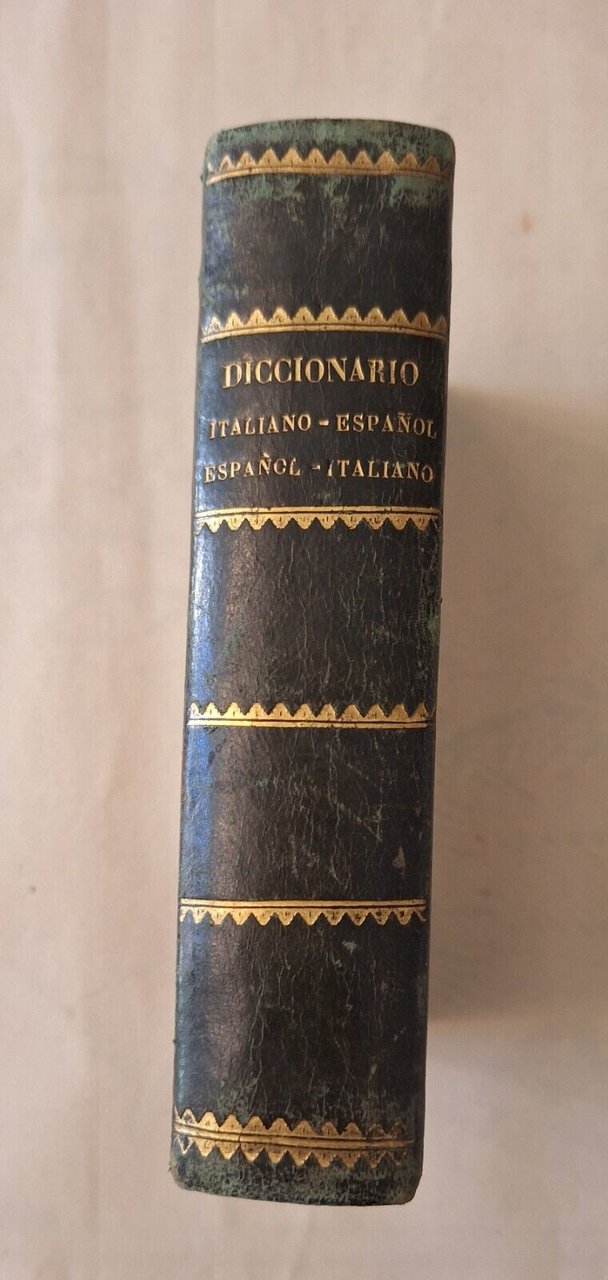 DICCIONARIO
ITALIANO - ESPAÑOL
ESPAÑOL - ITALIANO